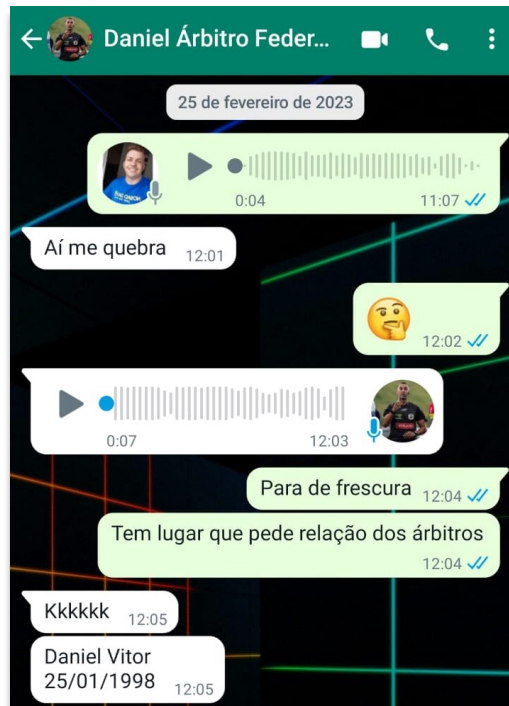 Daniel Árbitro Feder...
25 de fevereiro de 2023
0:04 11:07
Aí me quebra 12:01
12:02
0:07 12:03
Para de frescura 12:04
Tem lugar que pede relação dos árbitros
12:04
Kkkkkk 12:05
Daniel Vitor
25/01/1998 12:05